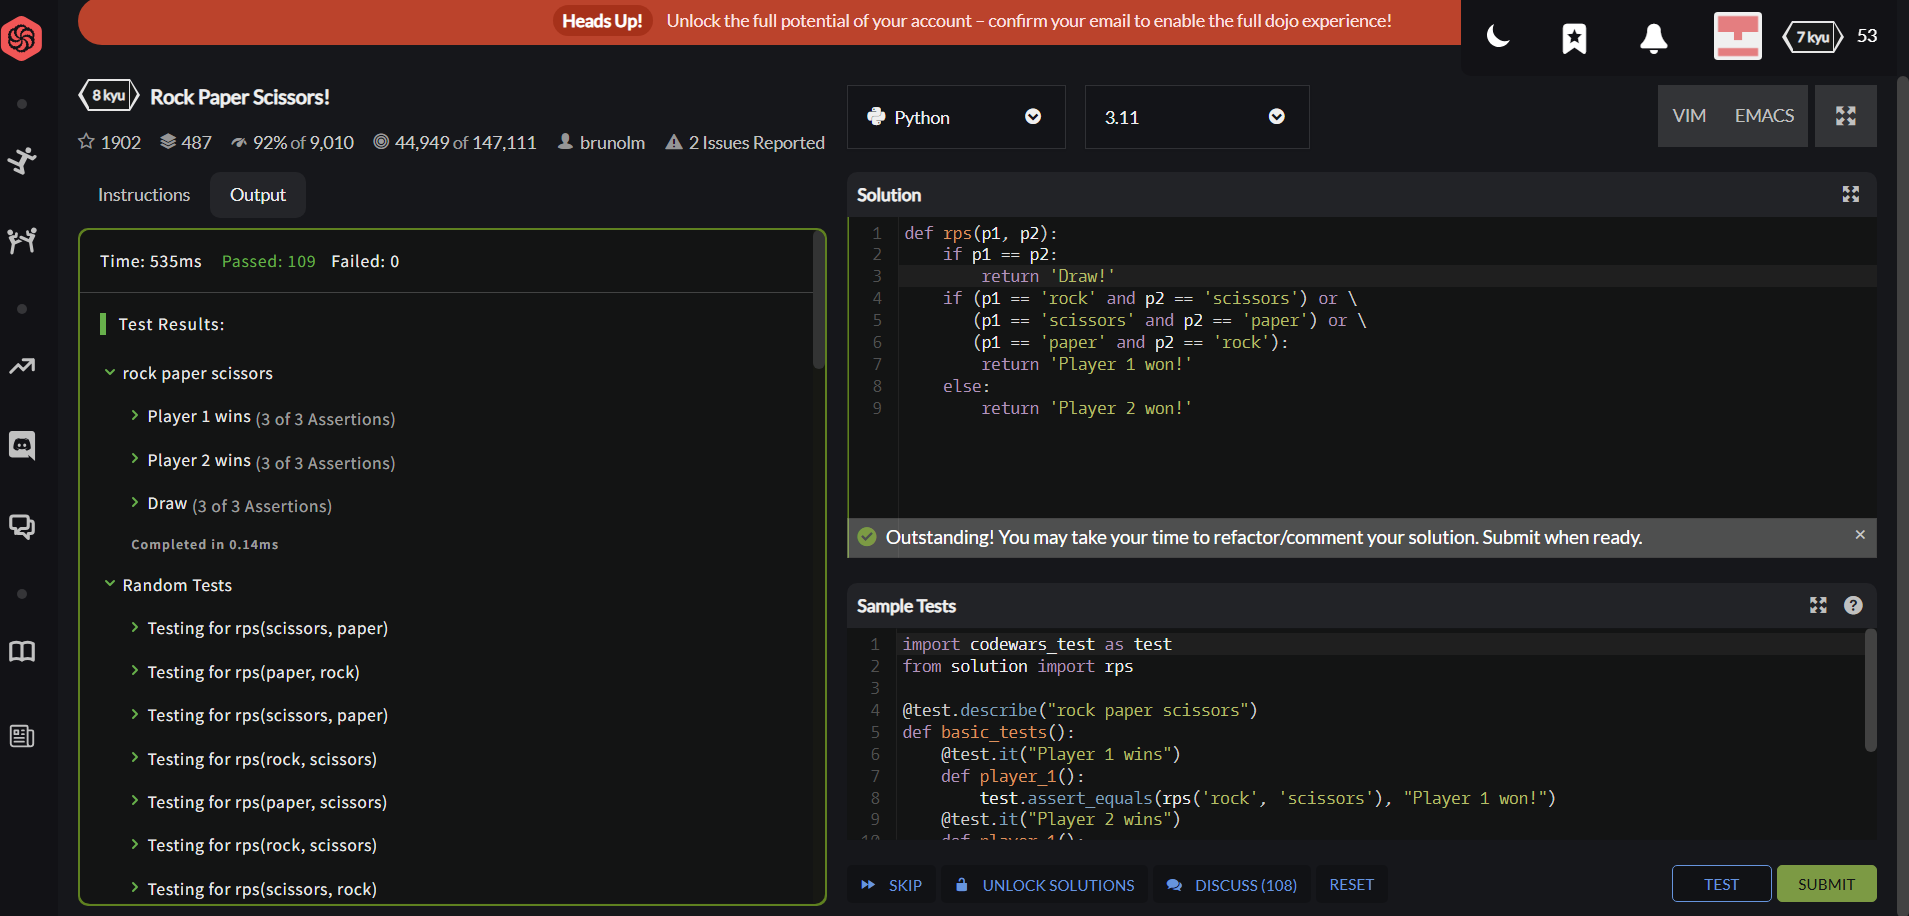 Heads Up! Unlock the full potential of your account – confirm your email to enable the full dojo experience!
7 kyu 53
8 kyu Rock Paper Scissors!
1902 487 92% of 9,010 44,949 of 147,111 brunolm 2 Issues Reported
Python 3.11 VIM EMACS
Instructions Output
Time: 535ms Passed: 109 Failed: 0
Test Results:
rock paper scissors
Player 1 wins (3 of 3 Assertions)
Player 2 wins (3 of 3 Assertions)
Draw (3 of 3 Assertions)
Completed in 0.14ms
Random Tests
Testing for rps(scissors, paper)
Testing for rps(paper, rock)
Testing for rps(scissors, paper)
Testing for rps(rock, scissors)
Testing for rps(paper, scissors)
Testing for rps(rock, scissors)
Testing for rps(scissors, rock)
Solution
1 def rps(p1, p2):
2     if p1 == p2:
3         return 'Draw!'
4     if (p1 == 'rock' and p2 == 'scissors') or \
5        (p1 == 'scissors' and p2 == 'paper') or \
6        (p1 == 'paper' and p2 == 'rock'):
7         return 'Player 1 won!'
8     else:
9         return 'Player 2 won!'
Outstanding! You may take your time to refactor/comment your solution. Submit when ready. ×
Sample Tests ?
1 import codewars_test as test
2 from solution import rps
3
4 @test.describe("rock paper scissors")
5 def basic_tests():
6     @test.it("Player 1 wins")
7     def player_1():
8         test.assert_equals(rps('rock', 'scissors'), "Player 1 won!")
9     @test.it("Player 2 wins")
10     def player_1():
SKIP UNLOCK SOLUTIONS DISCUSS (108) RESET TEST SUBMIT